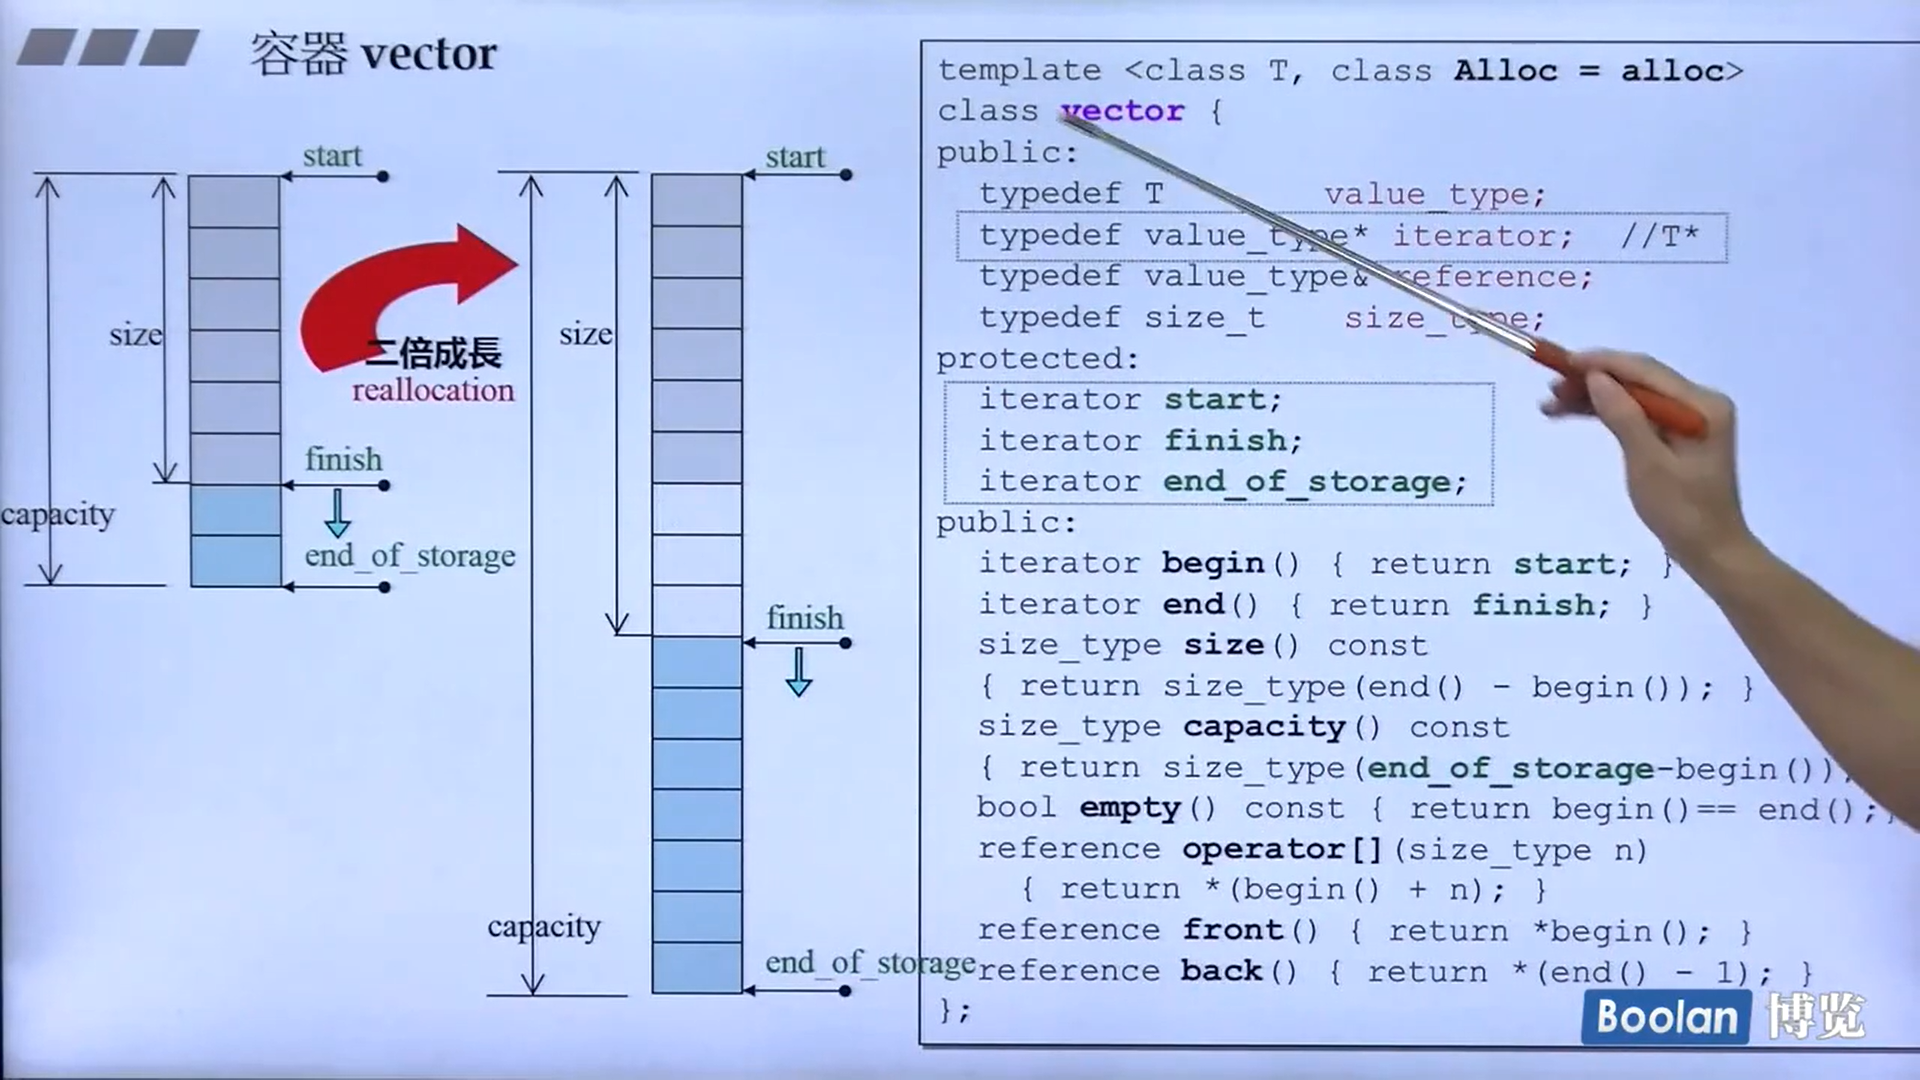 容器 vector
start
size
capacity
finish
end_of_storage
二倍成長
reallocation
start
size
finish
capacity
end_of_storage
template <class T, class Alloc = alloc>
class vector {
public:
typedef T value_type;
typedef value_type* iterator; //T*
typedef value_type& reference;
typedef size_t size_type;
protected:
iterator start;
iterator finish;
iterator end_of_storage;
public:
iterator begin() { return start; }
iterator end() { return finish; }
size_type size() const
{ return size_type(end() - begin()); }
size_type capacity() const
{ return size_type(end_of_storage-begin());
bool empty() const { return begin()== end(); }
reference operator[](size_type n)
{ return *(begin() + n); }
reference front() { return *begin(); }
reference back() { return *(end() - 1); }
};
Boolan 博览